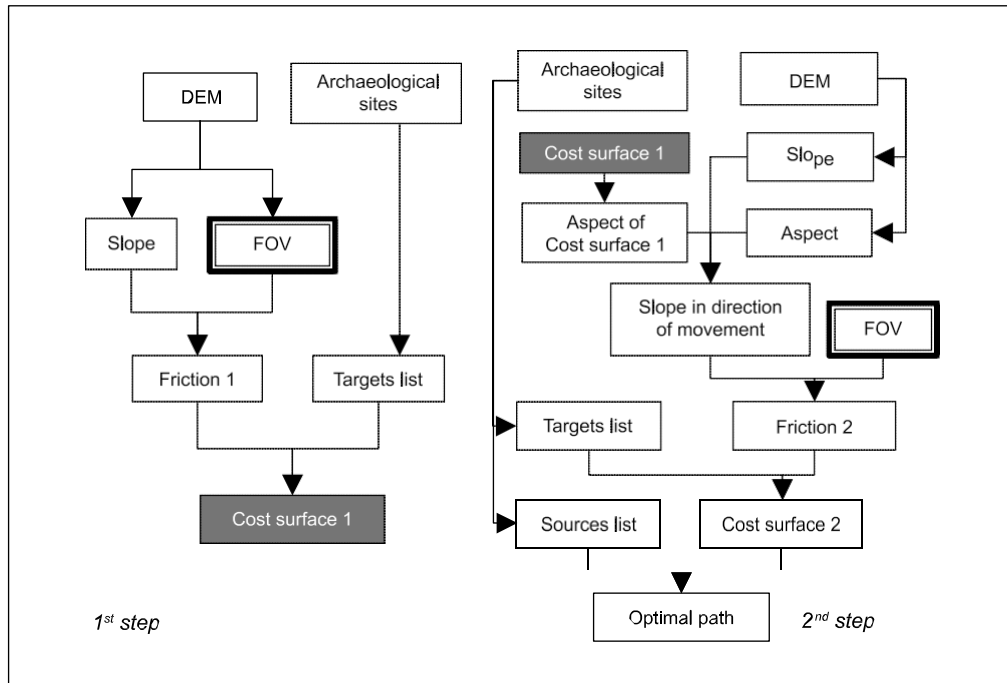 DEM
Archaeological
sites
Slope
FOV
Friction 1
Targets list
Cost surface 1
1st step
Archaeological
sites
DEM
Cost surface 1
Slope
Aspect of
Cost surface 1
Aspect
Slope in direction
of movement
FOV
Targets list
Friction 2
Sources list
Cost surface 2
Optimal path
2nd step